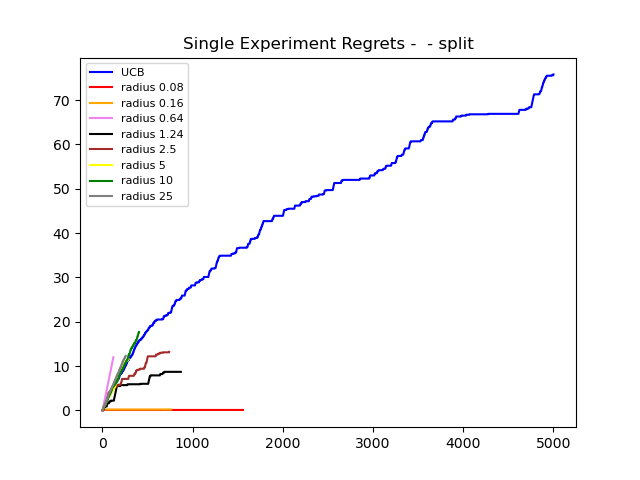 Single Experiment Regrets -  - split
UCB
radius 0.08
radius 0.16
radius 0.64
radius 1.24
radius 2.5
radius 5
radius 10
radius 25
70
60
50
40
30
20
10
0
0 1000 2000 3000 4000 5000